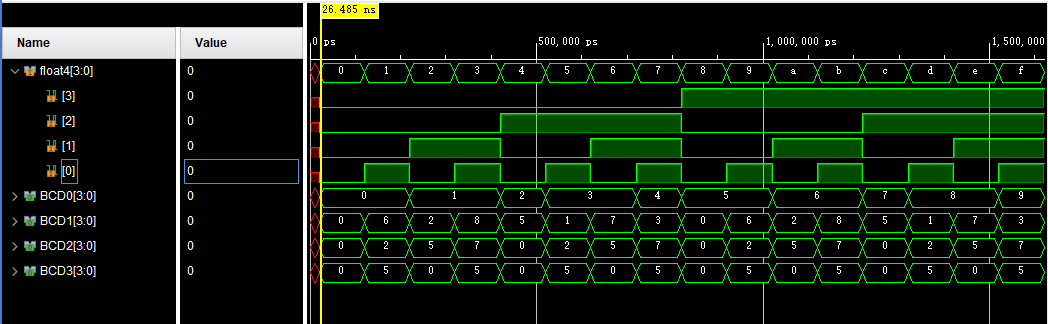 26.485 ns
Name Value 0 ps 500,000 ps 1,000,000 ps 1,500,000
float4[3:0] 0 0 1 2 3 4 5 6 7 8 9 a b c d e f
[3] 0
[2] 0
[1] 0
[0] 0
BCD0[3:0] 0 0 1 2 3 4 5 6 7 8 9
BCD1[3:0] 0 0 6 2 8 5 1 7 3 0 6 2 8 5 1 7 3
BCD2[3:0] 0 0 2 5 7 0 2 5 7 0 2 5 7 0 2 5 7
BCD3[3:0] 0 0 5 0 5 0 5 0 5 0 5 0 5 0 5 0 5